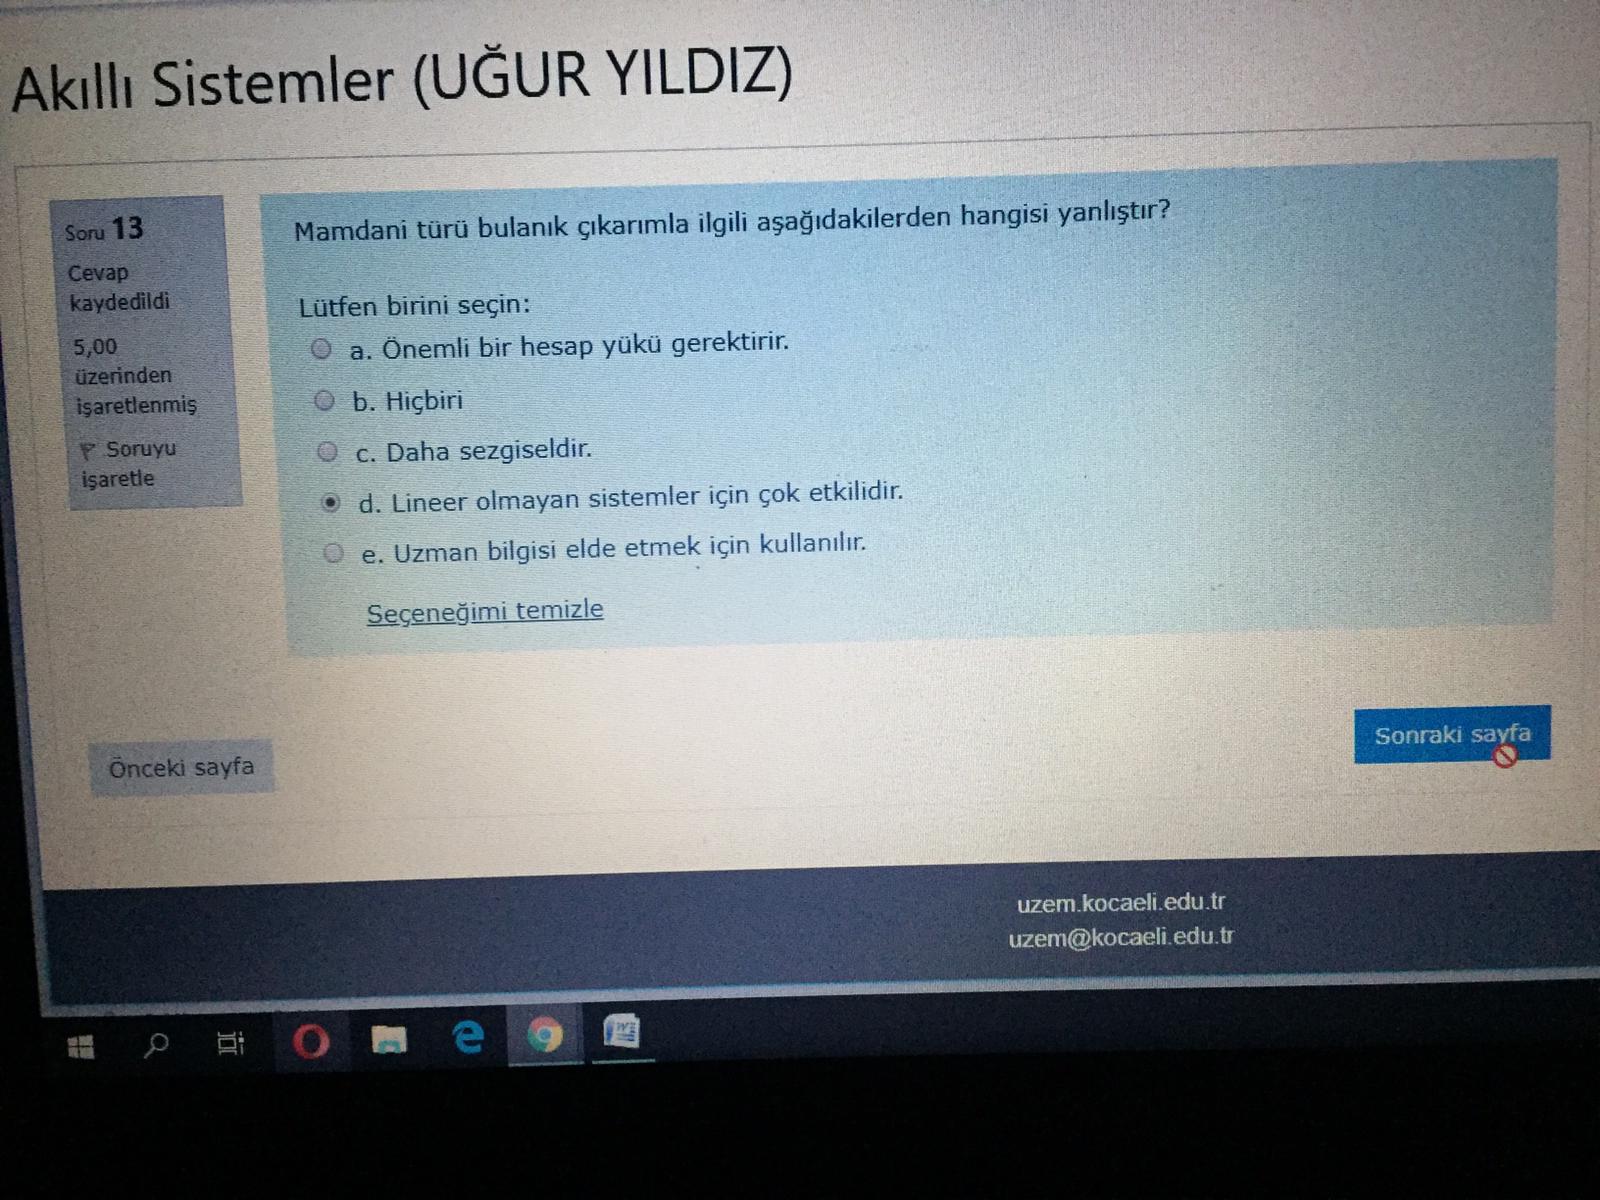 Akıllı Sistemler (UĞUR YILDIZ)
Soru 13
Cevap
kaydedildi
5,00
üzerinden
işaretlenmiş
Soruyu
işaretle
Mamdani türü bulanık çıkarımla ilgili aşağıdakilerden hangisi yanlıştır?
Lütfen birini seçin:
a. Önemli bir hesap yükü gerektirir.
b. Hiçbiri
c. Daha sezgiseldir.
d. Lineer olmayan sistemler için çok etkilidir.
e. Uzman bilgisi elde etmek için kullanılır.
Seçeneğimi temizle
Önceki sayfa
Sonraki sayfa
uzem.kocaeli.edu.tr
uzem@kocaeli.edu.tr